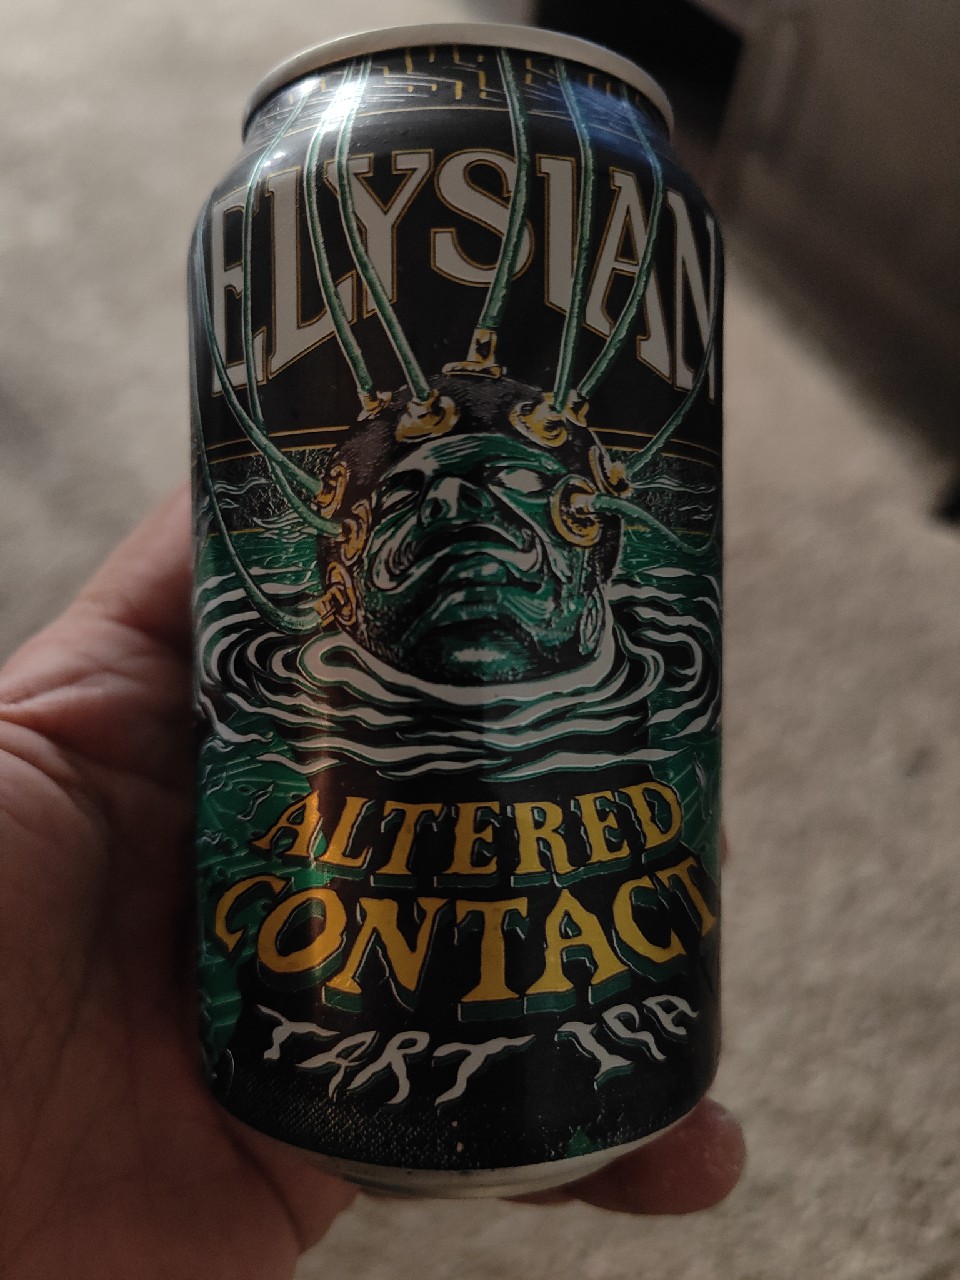 ELYSIAN
ALTERED
CONTACT
TART IPA